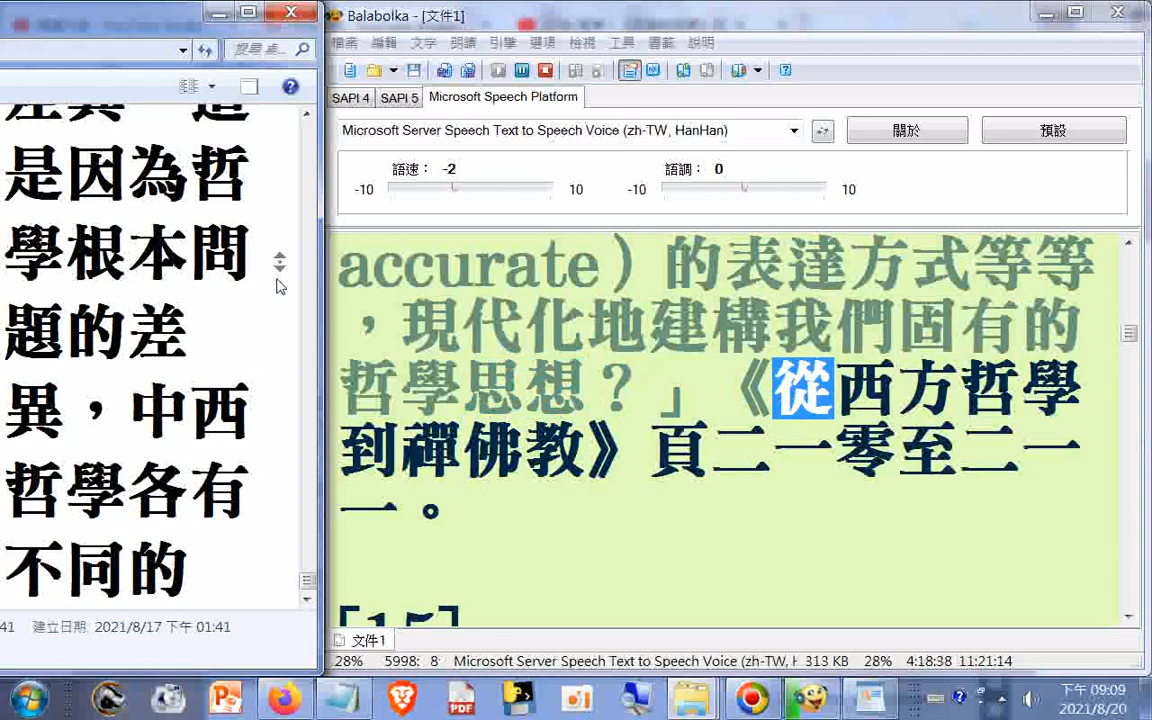 搜尋 桌...
差異
這
是因為哲
學根本問
題的差
異，中西
哲學各有
不同的
41 建立日期: 2021/8/17 下午 01:41
Balabolka - [文件1]
檔案 編輯 文字 朗讀 引擎 選項 檢視 工具 書籤 說明
SAPI 4 SAPI 5 Microsoft Speech Platform
Microsoft Server Speech Text to Speech Voice (zh-TW, HanHan)
關於 預設
語速： -2 語調： 0
-10 10 -10 10
accurate）的表達方式等等
，現代化地建構我們固有的
哲學思想？」《從西方哲學
到禪佛教》頁二一零至二一
一。
[15]
文件1
28% 5998; 8 Microsoft Server Speech Text to Speech Voice (zh-TW, H 313 KB 28% 4:18:38 11:21:14
PDF
下午 09:09
2021/8/20